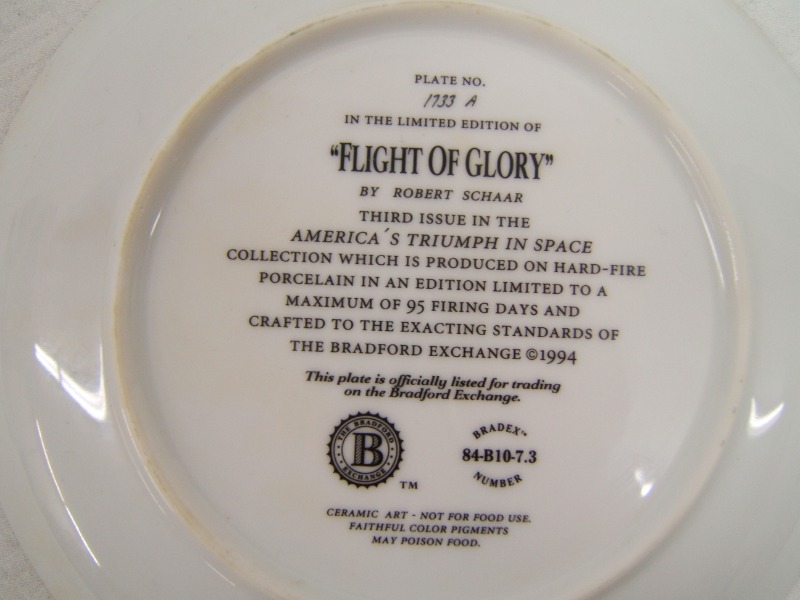 PLATE NO.
1733 A
IN THE LIMITED EDITION OF
"FLIGHT OF GLORY"
BY ROBERT SCHAAR
THIRD ISSUE IN THE
AMERICA´S TRIUMPH IN SPACE
COLLECTION WHICH IS PRODUCED ON HARD-FIRE
PORCELAIN IN AN EDITION LIMITED TO A
MAXIMUM OF 95 FIRING DAYS AND
CRAFTED TO THE EXACTING STANDARDS OF
THE BRADFORD EXCHANGE ©1994
This plate is officially listed for trading
on the Bradford Exchange.
THE BRADFORD
B
EXCHANGE
TM
BRADEX™
84-B10-7.3
NUMBER
CERAMIC ART - NOT FOR FOOD USE.
FAITHFUL COLOR PIGMENTS
MAY POISON FOOD.